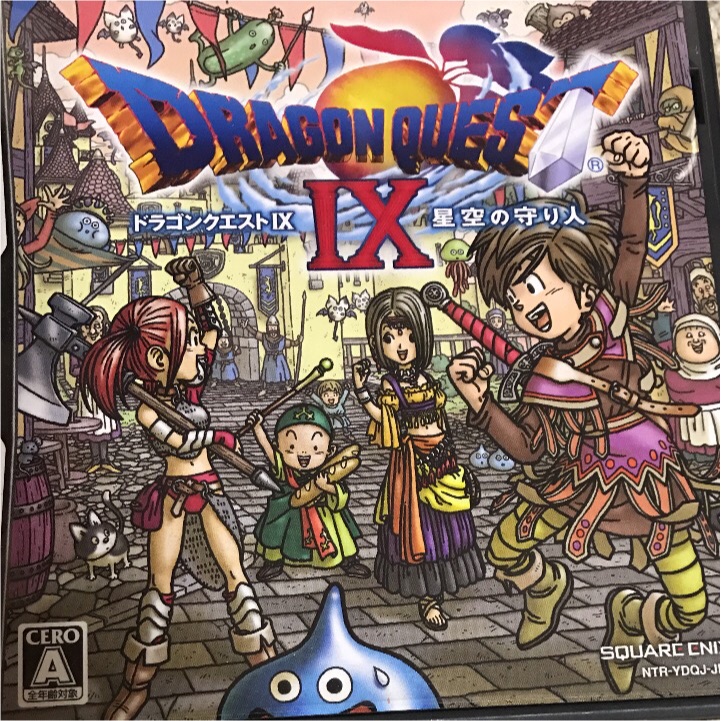 DRAGON QUEST
®
IX
ドラゴンクエストIX
星空の守り人
CERO
A
全年齢対象
SQUARE ENIX
NTR-YDQJ-J